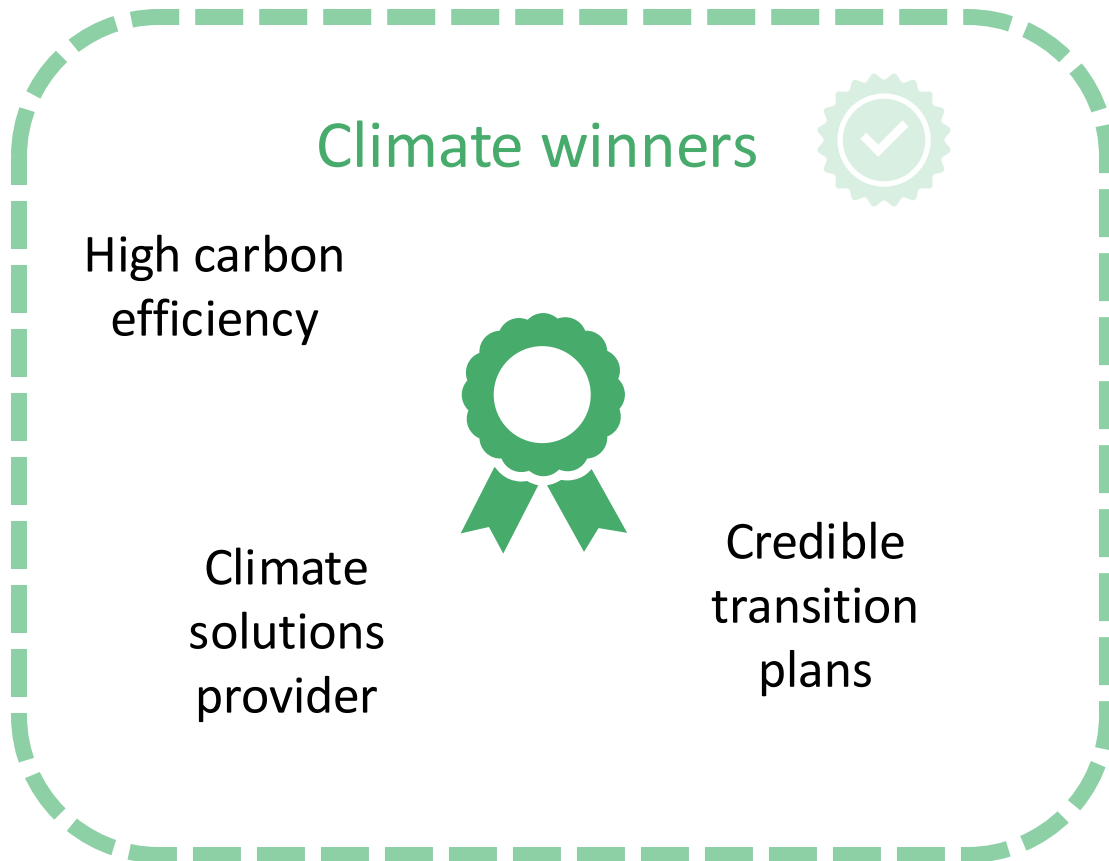 Climate winners
High carbon
efficiency
Climate
solutions
provider
Credible
transition
plans